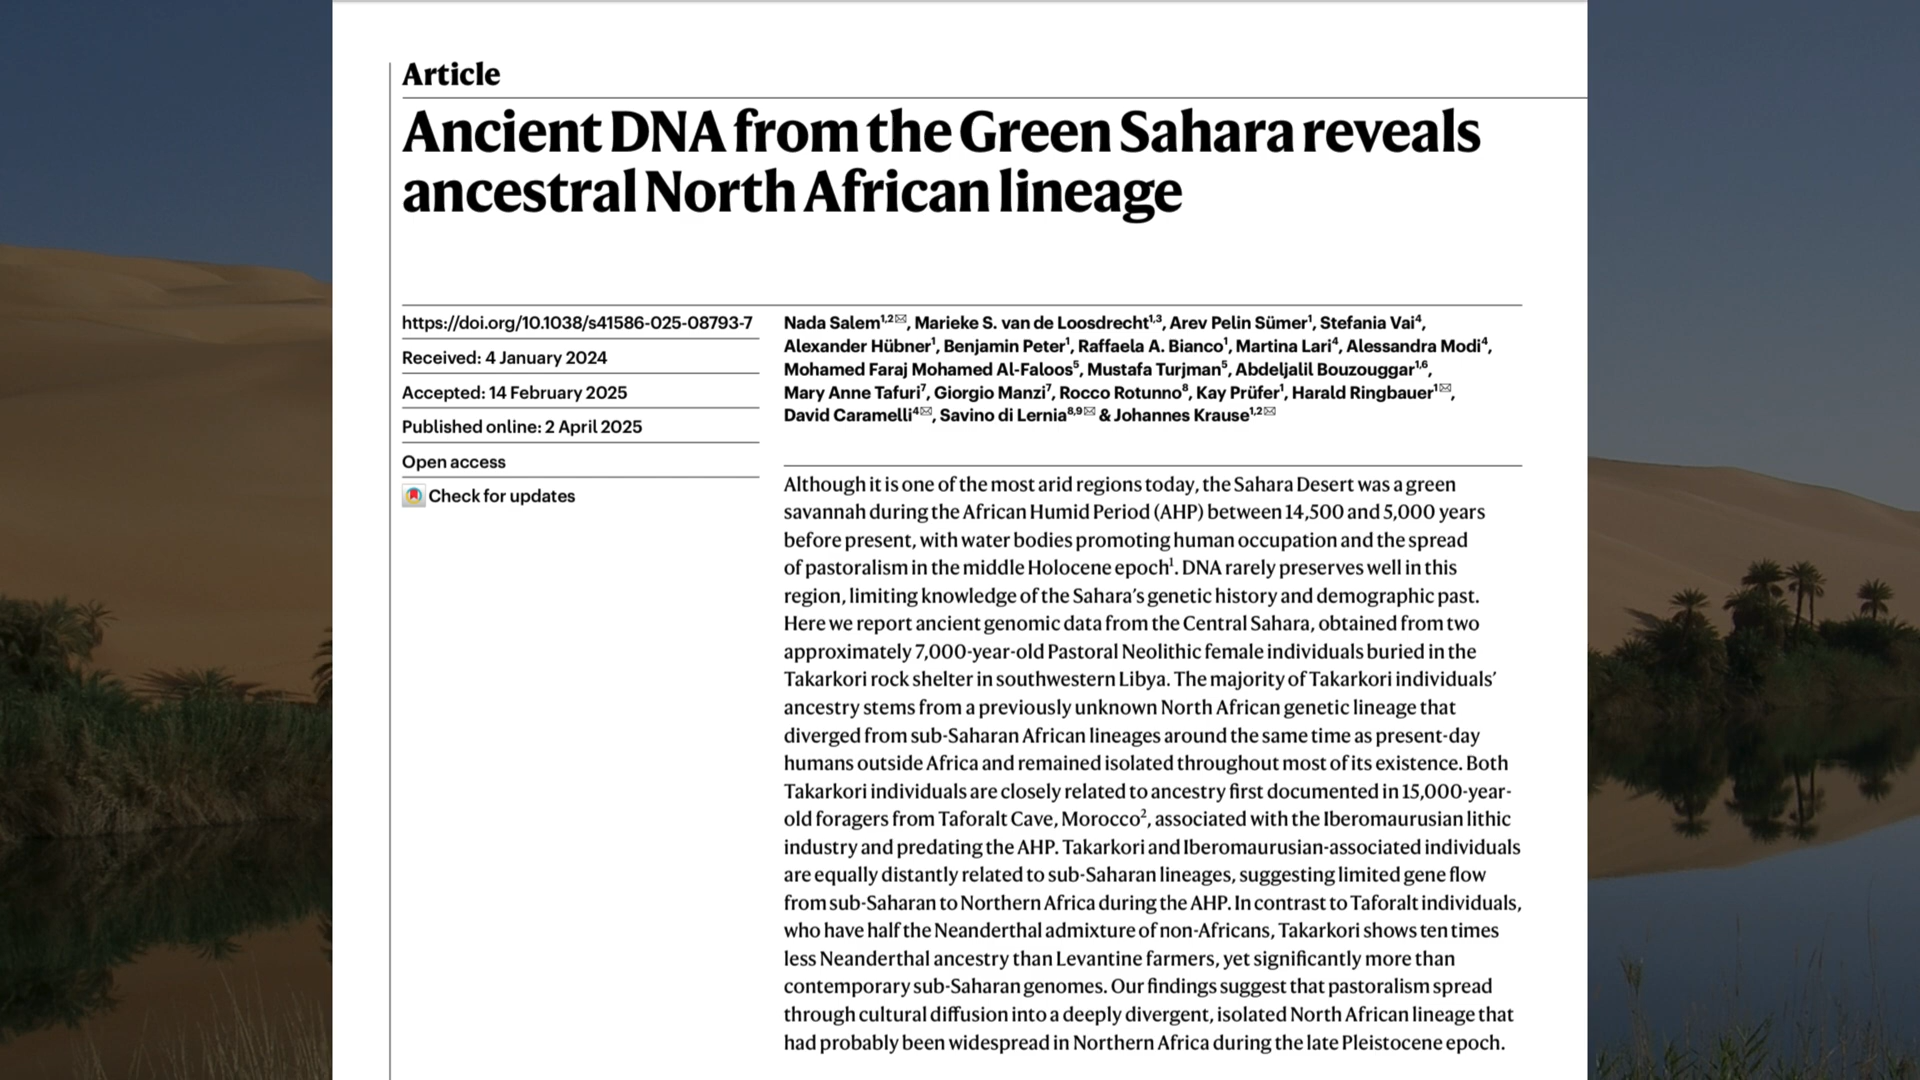 Article
Ancient DNA from the Green Sahara reveals
ancestral North African lineage
https://doi.org/10.1038/s41586-025-08793-7
Received: 4 January 2024
Accepted: 14 February 2025
Published online: 2 April 2025
Open access
Check for updates
Nada Salem1,2✉, Marieke S. van de Loosdrecht1,3, Arev Pelin Sümer1, Stefania Vai4,
Alexander Hübner1, Benjamin Peter1, Raffaela A. Bianco1, Martina Lari4, Alessandra Modi4,
Mohamed Faraj Mohamed Al-Faloos5, Mustafa Turjman5, Abdeljalil Bouzouggar1,6,
Mary Anne Tafuri7, Giorgio Manzi7, Rocco Rotunno8, Kay Prüfer1, Harald Ringbauer1✉,
David Caramelli4✉, Savino di Lernia8,9✉ & Johannes Krause1,2✉
Although it is one of the most arid regions today, the Sahara Desert was a green
savannah during the African Humid Period (AHP) between 14,500 and 5,000 years
before present, with water bodies promoting human occupation and the spread
of pastoralism in the middle Holocene epoch1. DNA rarely preserves well in this
region, limiting knowledge of the Sahara's genetic history and demographic past.
Here we report ancient genomic data from the Central Sahara, obtained from two
approximately 7,000-year-old Pastoral Neolithic female individuals buried in the
Takarkori rock shelter in southwestern Libya. The majority of Takarkori individuals'
ancestry stems from a previously unknown North African genetic lineage that
diverged from sub-Saharan African lineages around the same time as present-day
humans outside Africa and remained isolated throughout most of its existence. Both
Takarkori individuals are closely related to ancestry first documented in 15,000-year-
old foragers from Taforalt Cave, Morocco2, associated with the Iberomaurusian lithic
industry and predating the AHP. Takarkori and Iberomaurusian-associated individuals
are equally distantly related to sub-Saharan lineages, suggesting limited gene flow
from sub-Saharan to Northern Africa during the AHP. In contrast to Taforalt individuals,
who have half the Neanderthal admixture of non-Africans, Takarkori shows ten times
less Neanderthal ancestry than Levantine farmers, yet significantly more than
contemporary sub-Saharan genomes. Our findings suggest that pastoralism spread
through cultural diffusion into a deeply divergent, isolated North African lineage that
had probably been widespread in Northern Africa during the late Pleistocene epoch.